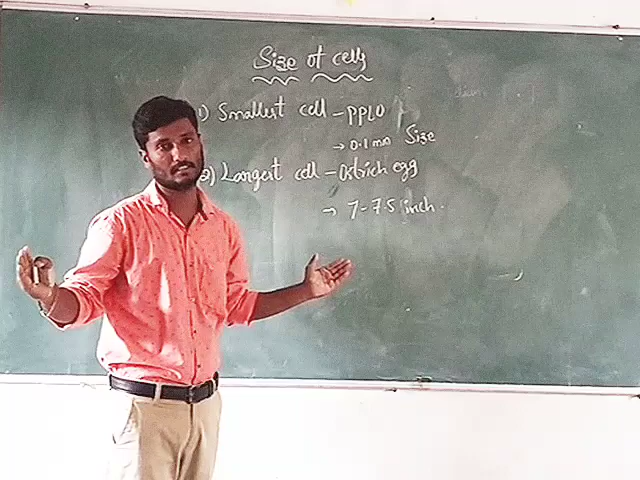 Size of cells
1) Smallest cell - PPLO
→ 0.1 mm Size
2) Largest cell - Ostrich egg
→ 7-7.5 inch.